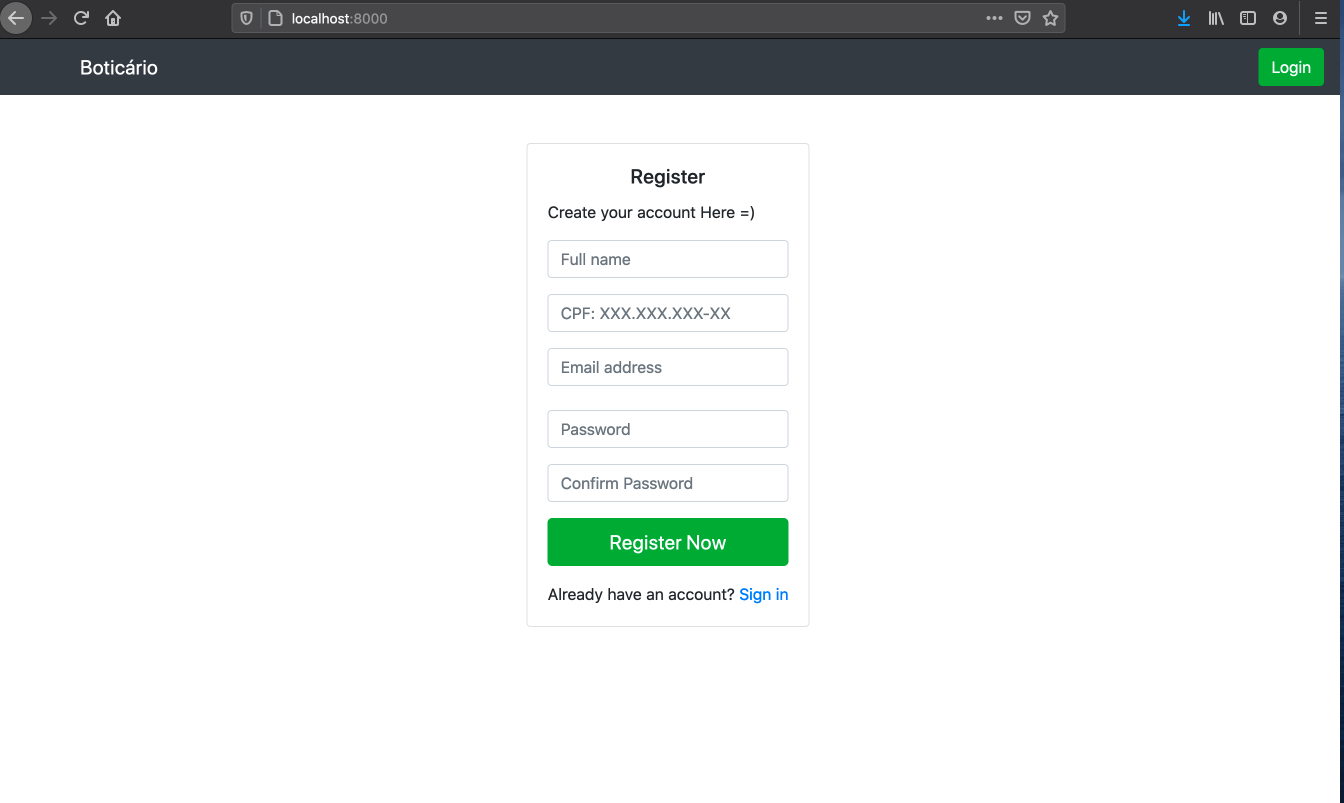 localhost:8000
Boticário
Login
Register
Create your account Here =)
Full name
CPF: XXX.XXX.XXX-XX
Email address
Password
Confirm Password
Register Now
Already have an account? Sign in